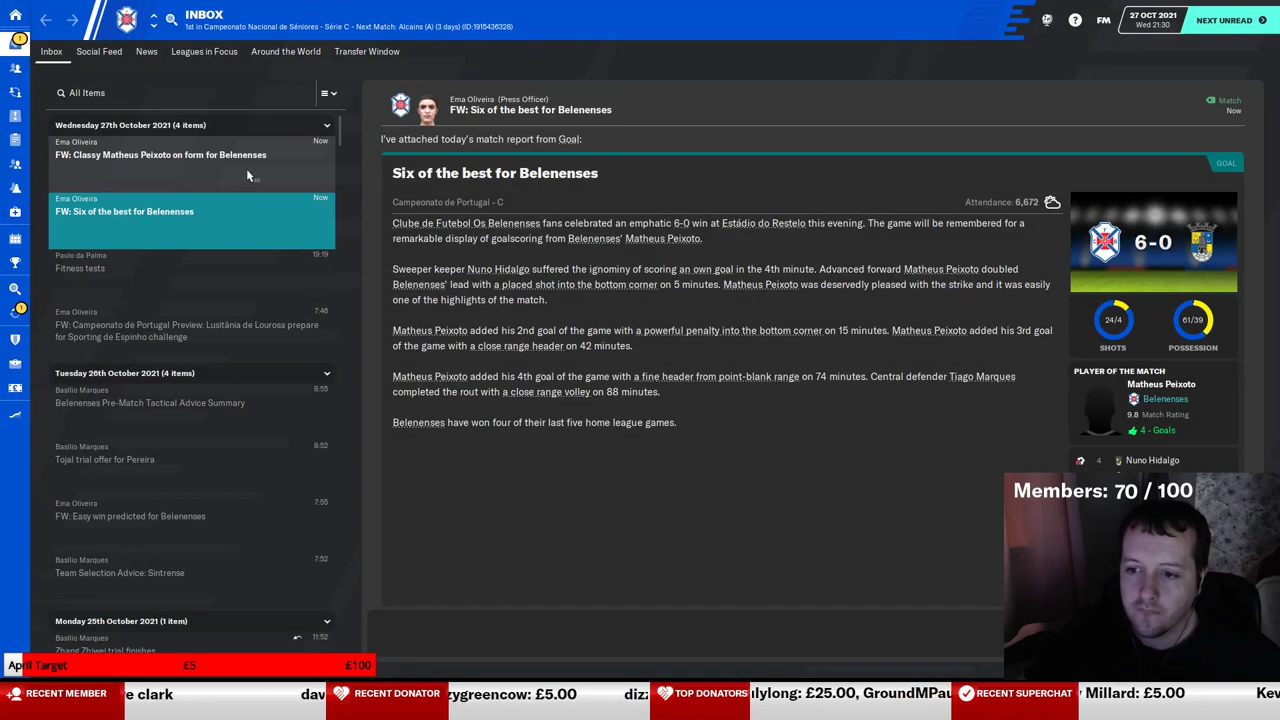 INBOX
1st in Campeonato Nacional de Séniores - Série C - Next Match: Alcains (A) (3 days) (ID:1915436328)
FM
27 OCT 2021
Wed 21:30
NEXT UNREAD
1
Inbox
Social Feed
News
Leagues in Focus
Around the World
Transfer Window
All Items
Wednesday 27th October 2021 (4 items)
Ema Oliveira
Now
FW: Classy Matheus Peixoto on form for Belenenses
Ema Oliveira
Now
FW: Six of the best for Belenenses
Paulo da Palma
19:19
Fitness tests
1
Ema Oliveira
7:46
FW: Campeonato de Portugal Preview: Lusitânia de Lourosa prepare
for Sporting de Espinho challenge
Tuesday 26th October 2021 (4 items)
Basílio Marques
8:55
Belenenses Pre-Match Tactical Advice Summary
Basílio Marques
8:52
Tojal trial offer for Pereira
Ema Oliveira
7:55
FW: Easy win predicted for Belenenses
Basílio Marques
7:52
Team Selection Advice: Sintrense
Monday 25th October 2021 (1 item)
Basílio Marques
11:52
Zhang Zhiwei trial finishes
Ema Oliveira (Press Officer)
FW: Six of the best for Belenenses
Match
Now
I've attached today's match report from Goal:
GOAL
Six of the best for Belenenses
Campeonato de Portugal - C
Attendance: 6,672
Clube de Futebol Os Belenenses fans celebrated an emphatic 6-0 win at Estádio do Restelo this evening. The game will be remembered for a
remarkable display of goalscoring from Belenenses' Matheus Peixoto.
Sweeper keeper Nuno Hidalgo suffered the ignominy of scoring an own goal in the 4th minute. Advanced forward Matheus Peixoto doubled
Belenenses' lead with a placed shot into the bottom corner on 5 minutes. Matheus Peixoto was deservedly pleased with the strike and it was easily
one of the highlights of the match.
Matheus Peixoto added his 2nd goal of the game with a powerful penalty into the bottom corner on 15 minutes. Matheus Peixoto added his 3rd goal
of the game with a close range header on 42 minutes.
Matheus Peixoto added his 4th goal of the game with a fine header from point-blank range on 74 minutes. Central defender Tiago Marques
completed the rout with a close range volley on 88 minutes.
Belenenses have won four of their last five home league games.
6-0
24/4
61/39
SHOTS
POSSESSION
PLAYER OF THE MATCH
Matheus Peixoto
Belenenses
9.8 Match Rating
4 - Goals
4 Nuno Hidalgo
Members: 70 / 100
April Target
£5
£100
RECENT MEMBER
e clark
dav
RECENT DONATOR
zygreencow: £5.00
dizz
TOP DONATORS
lylong: £25.00, GroundMPau
RECENT SUPERCHAT
y Millard: £5.00
Kev